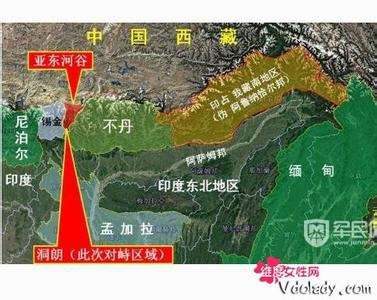 中国西藏
亚东河谷
印占 我藏南地区
(伪 阿鲁纳恰尔邦)
尼泊尔
锡金
不丹
阿萨姆邦
印度
印度东北地区
缅甸
孟加拉
洞朗（此次对峙区域）
军民网
维度女性网
Vdolady.com